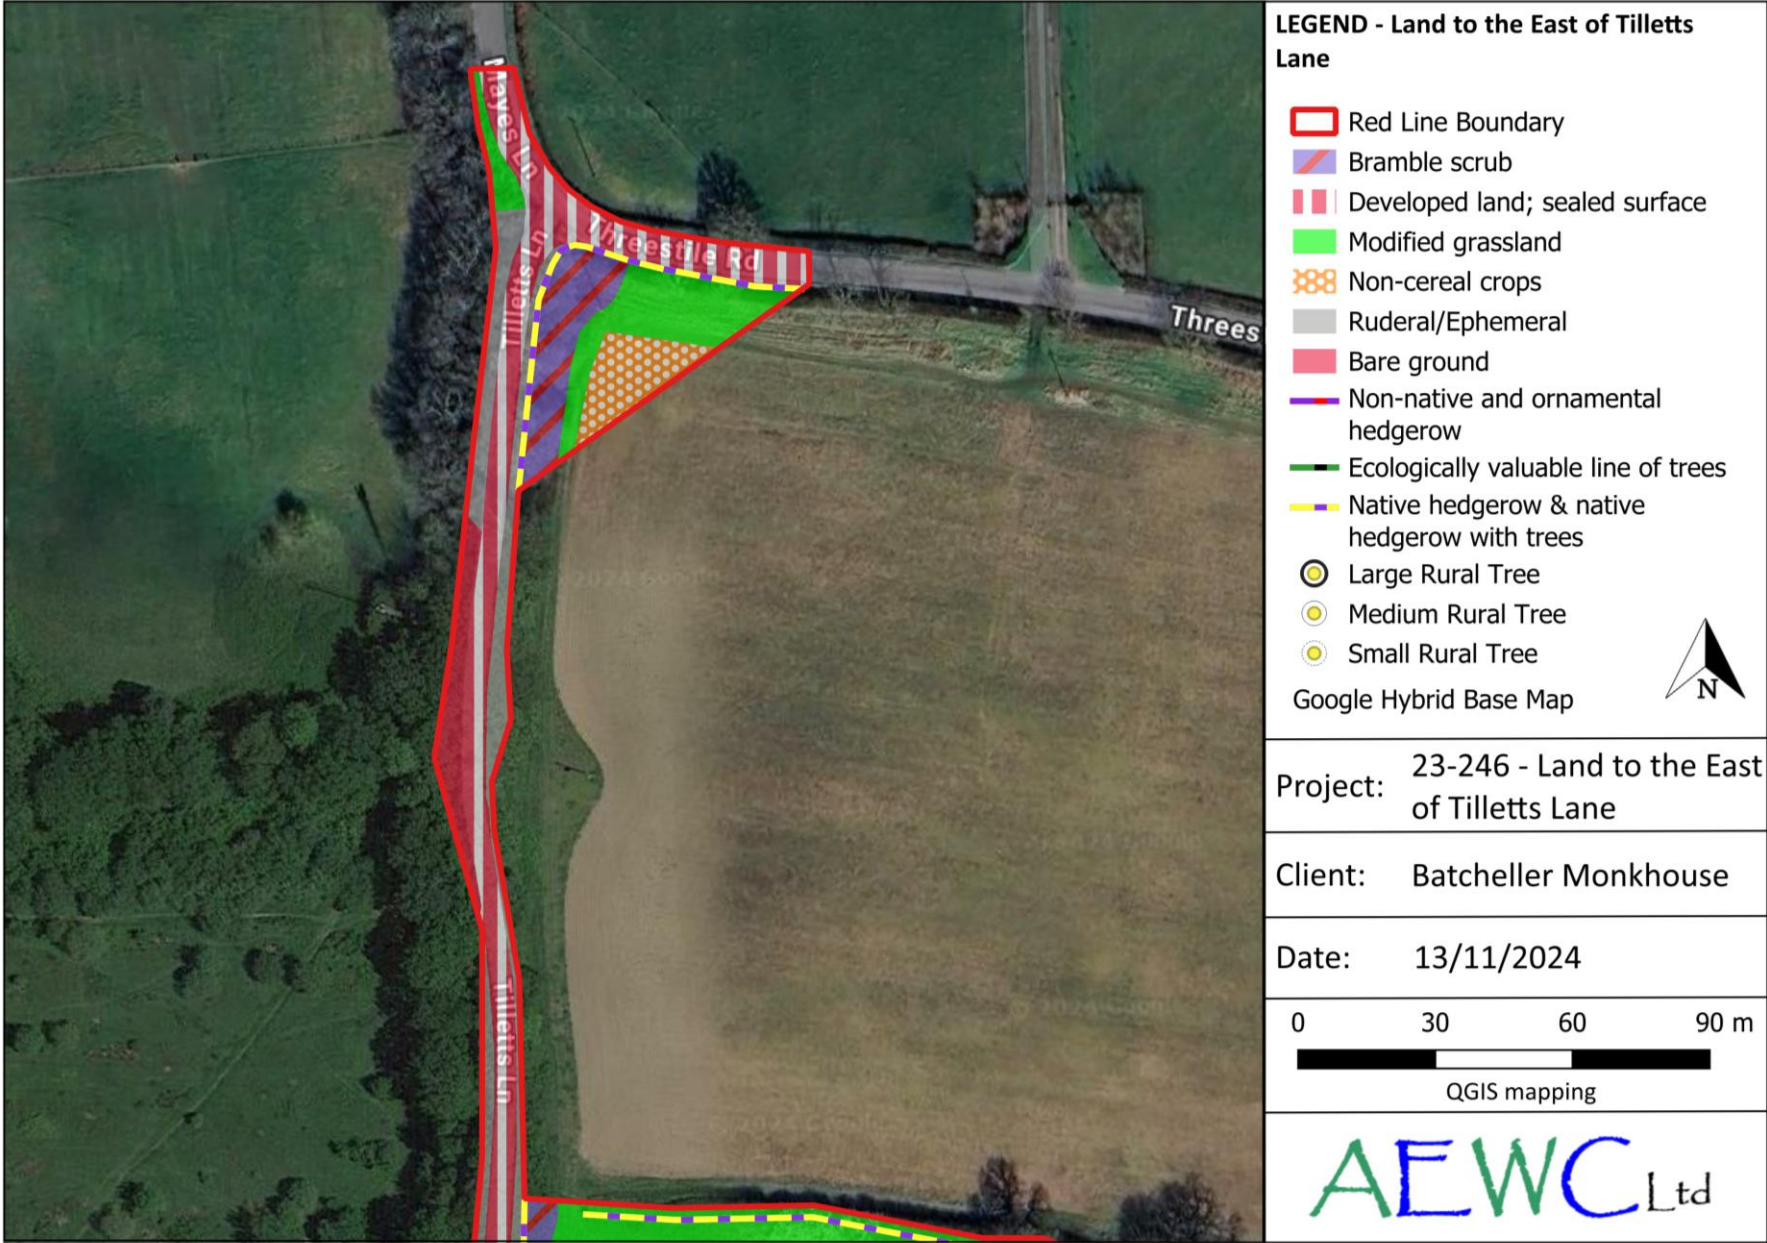 Mayes Ln
Threestile Rd
Tilletts Ln
Threes
Tilletts Ln
LEGEND - Land to the East of Tilletts
Lane
Red Line Boundary
Bramble scrub
Developed land; sealed surface
Modified grassland
Non-cereal crops
Ruderal/Ephemeral
Bare ground
Non-native and ornamental
hedgerow
Ecologically valuable line of trees
Native hedgerow & native
hedgerow with trees
Large Rural Tree
Medium Rural Tree
Small Rural Tree
N
Google Hybrid Base Map
Project: 23-246 - Land to the East
of Tilletts Lane
Client: Batcheller Monkhouse
Date: 13/11/2024
0 30 60 90 m
QGIS mapping
AEWC Ltd